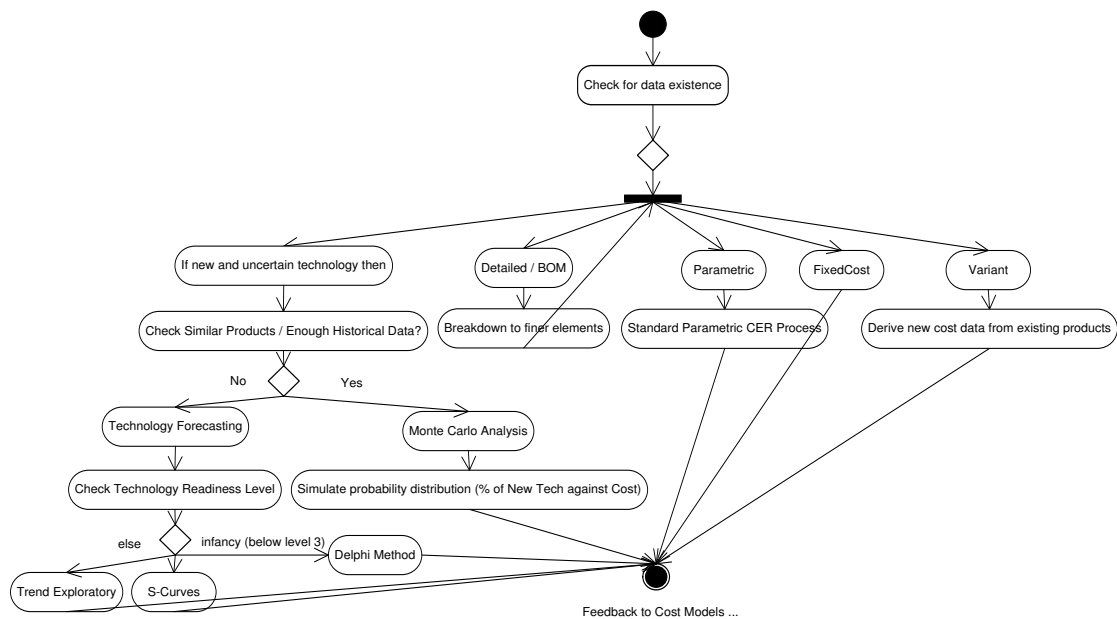 Check for data existence
If new and uncertain technology then
Detailed / BOM
Parametric
FixedCost
Variant
Check Similar Products / Enough Historical Data?
Breakdown to finer elements
Standard Parametric CER Process
Derive new cost data from existing products
No
Yes
Technology Forecasting
Monte Carlo Analysis
Check Technology Readiness Level
Simulate probability distribution (% of New Tech against Cost)
else
infancy (below level 3)
Delphi Method
Trend Exploratory
S-Curves
Feedback to Cost Models ...